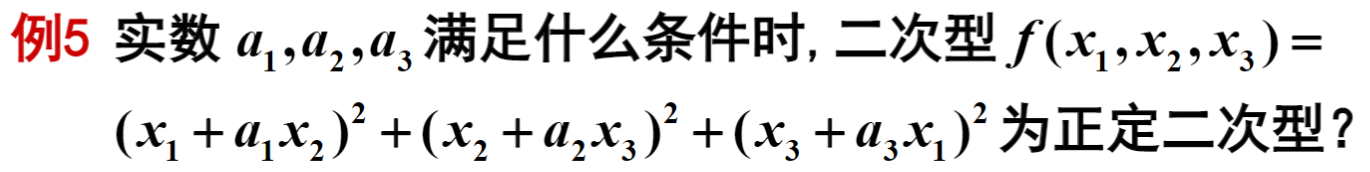 例5 实数 a₁,a₂,a₃ 满足什么条件时, 二次型 f(x₁,x₂,x₃)=
(x₁+a₁x₂)²+(x₂+a₂x₃)²+(x₃+a₃x₁)² 为正定二次型?